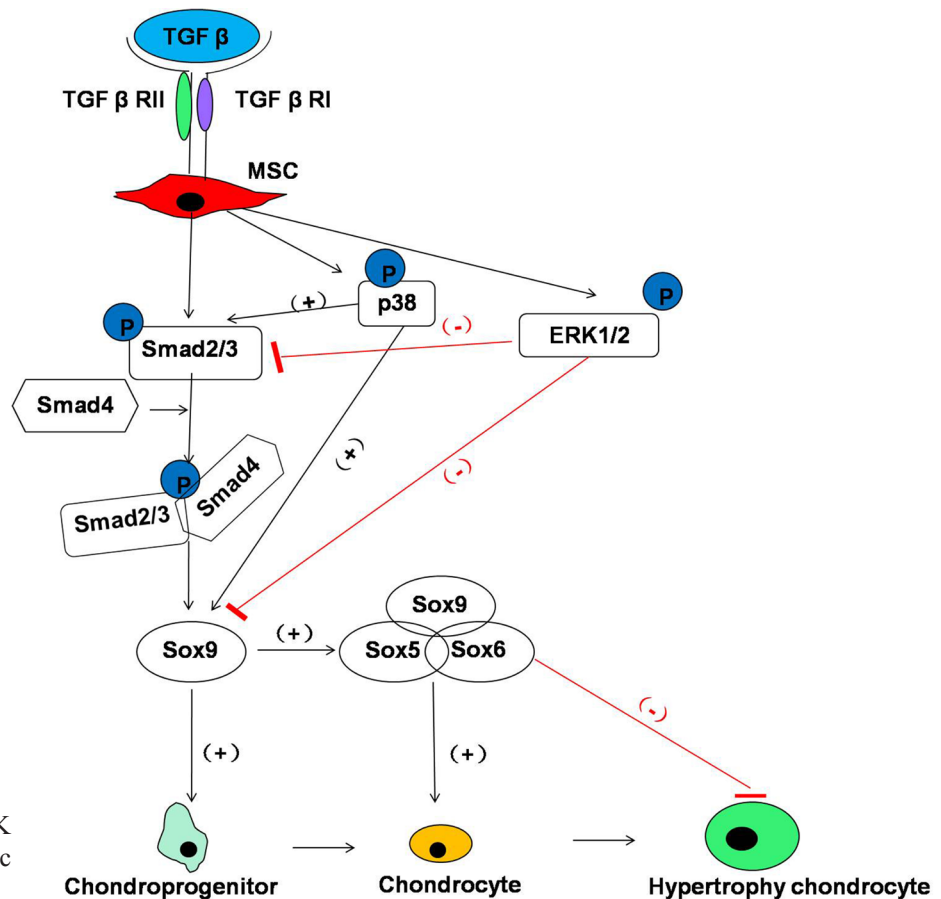 TGF β
TGF β RII
TGF β RI
MSC
P
p38
(+)
P
ERK1/2
(-)
P
Smad2/3
Smad4
(+)
(-)
P
Smad4
Smad2/3
Sox9
(+)
Sox9
Sox5
Sox6
(-)
(+)
(+)
K
c
Chondroprogenitor
Chondrocyte
Hypertrophy chondrocyte